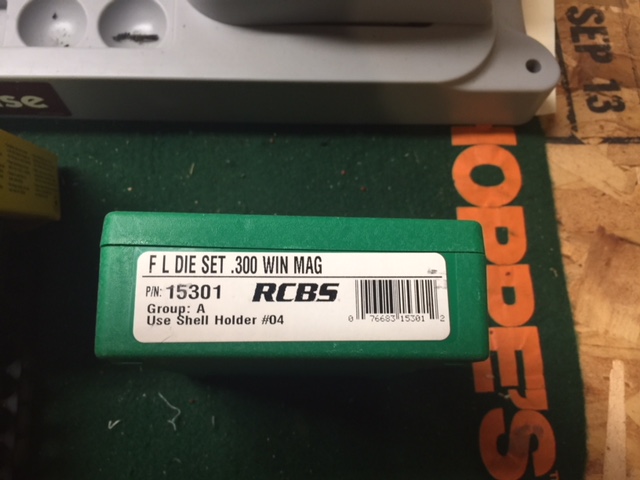 se
SEP 13
HOPPE'S
F L DIE SET .300 WIN MAG
P/N: 15301
RCBS
Group: A
Use Shell Holder #04
0 76683 15301 2